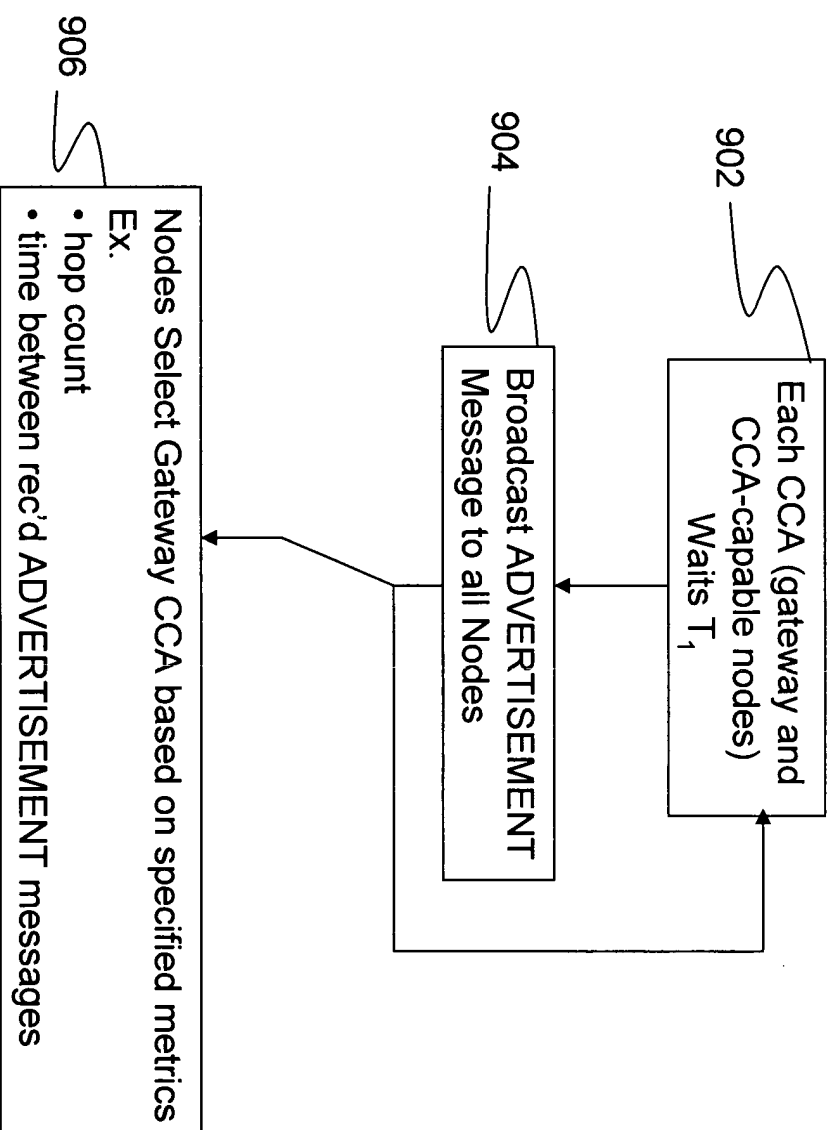 902
Each CCA (gateway and
CCA-capable nodes)
Waits T₁
904
Broadcast ADVERTISEMENT
Message to all Nodes
906
Nodes Select Gateway CCA based on specified metrics
Ex.
• hop count
• time between rec'd ADVERTISEMENT messages